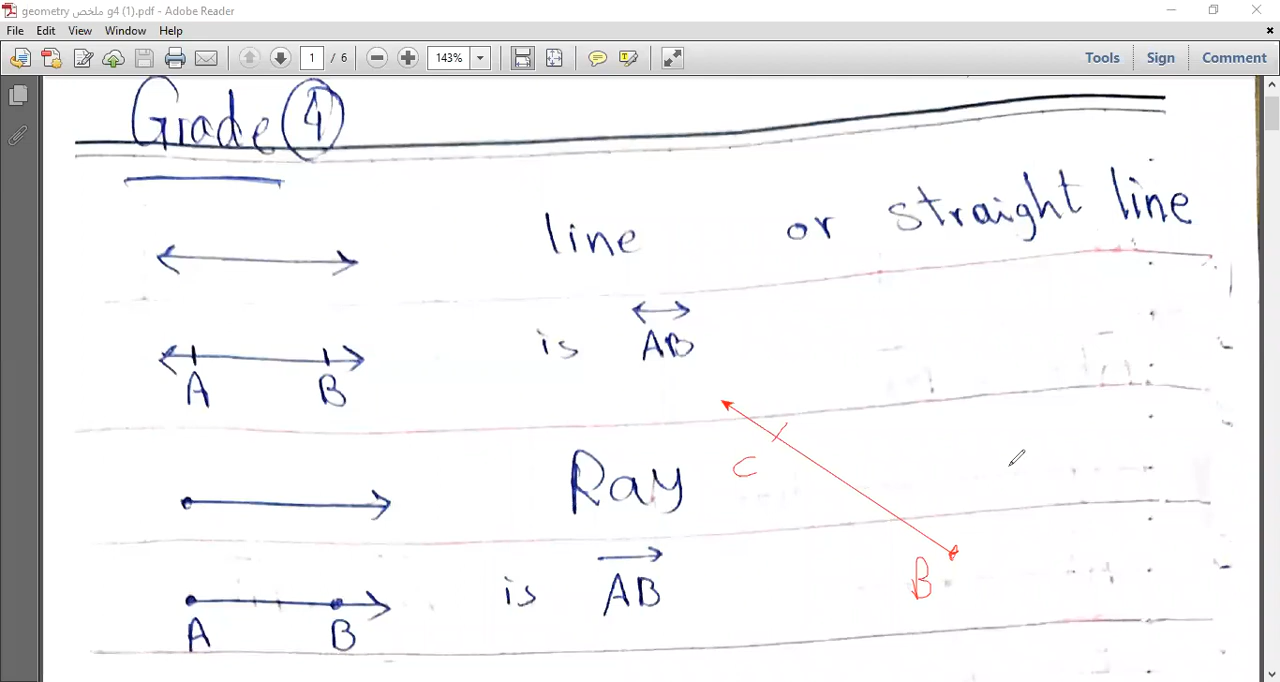 geometry ملخص g4 (1).pdf - Adobe Reader
File Edit View Window Help
1 / 6 143% Tools Sign Comment
Grade 4
line or straight line
A B is AB
C
Ray
B
A B is AB